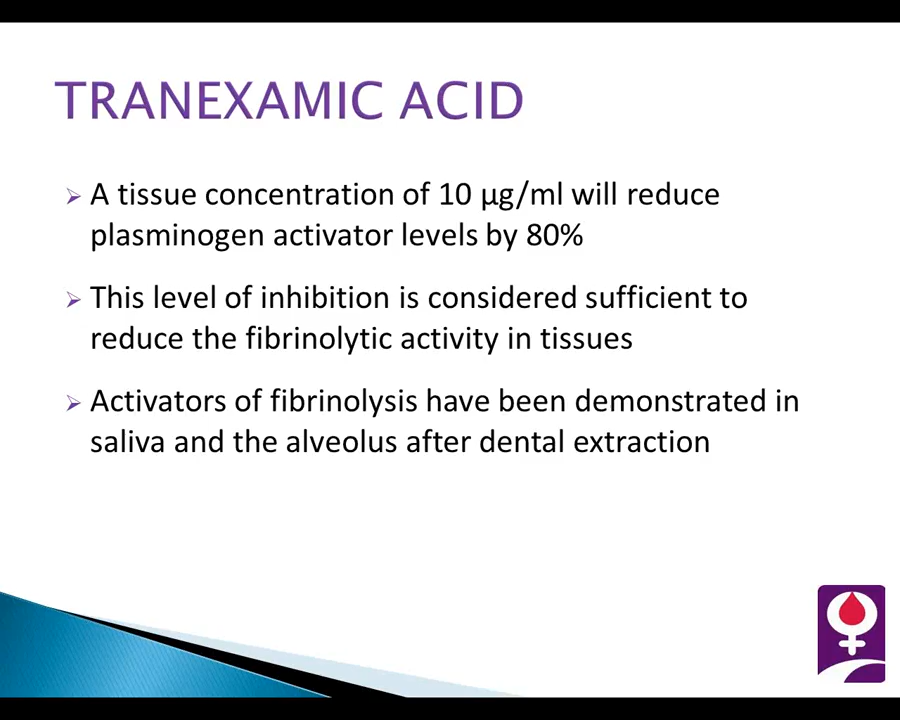 TRANEXAMIC ACID
A tissue concentration of 10 µg/ml will reduce
plasminogen activator levels by 80%
This level of inhibition is considered sufficient to
reduce the fibrinolytic activity in tissues
Activators of fibrinolysis have been demonstrated in
saliva and the alveolus after dental extraction